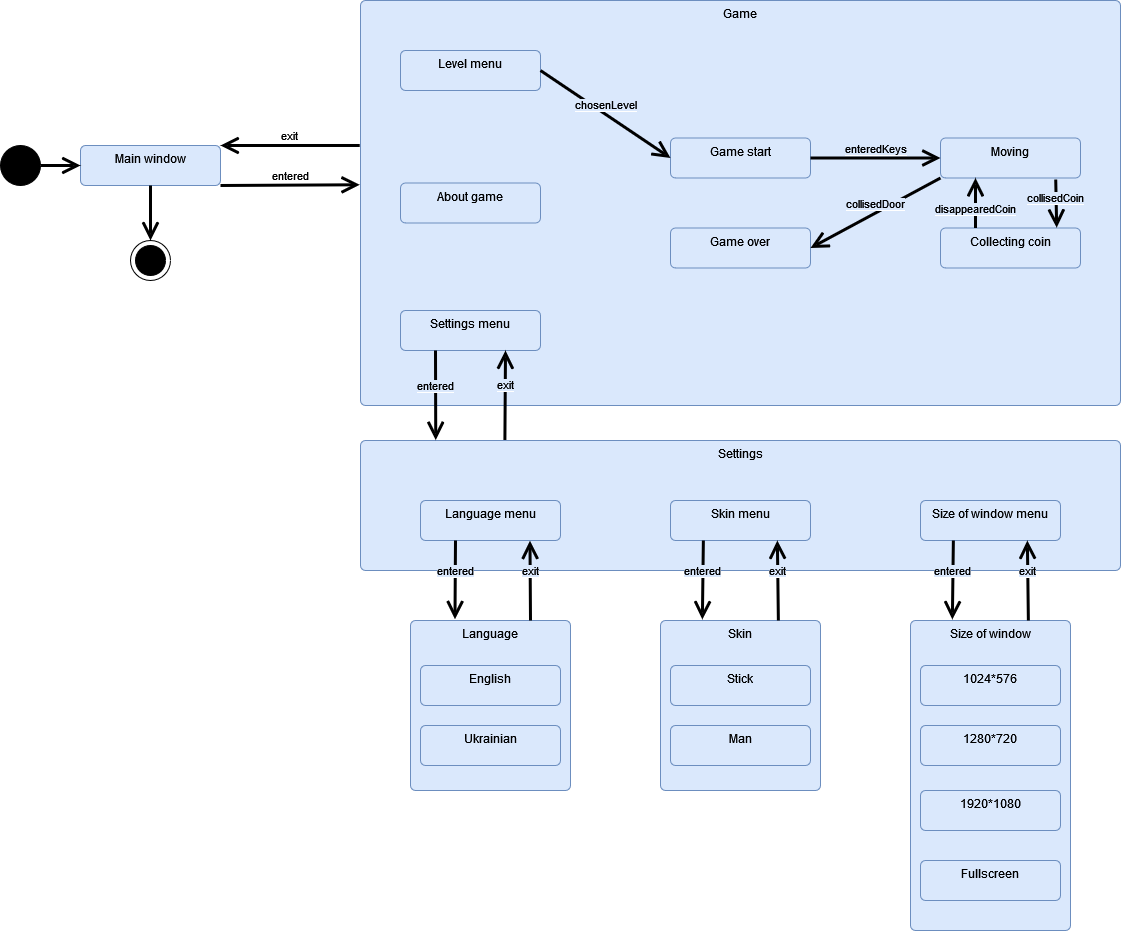 Game
Level menu
chosenLevel
exit
Main window
entered
Game start
enteredKeys
Moving
About game
collisedDoor
disappearedCoin
collisedCoin
Game over
Collecting coin
Settings menu
entered
exit
Settings
Language menu
Skin menu
Size of window menu
entered
exit
entered
exit
entered
exit
Language
Skin
Size of window
English
Stick
1024*576
Ukrainian
Man
1280*720
1920*1080
Fullscreen